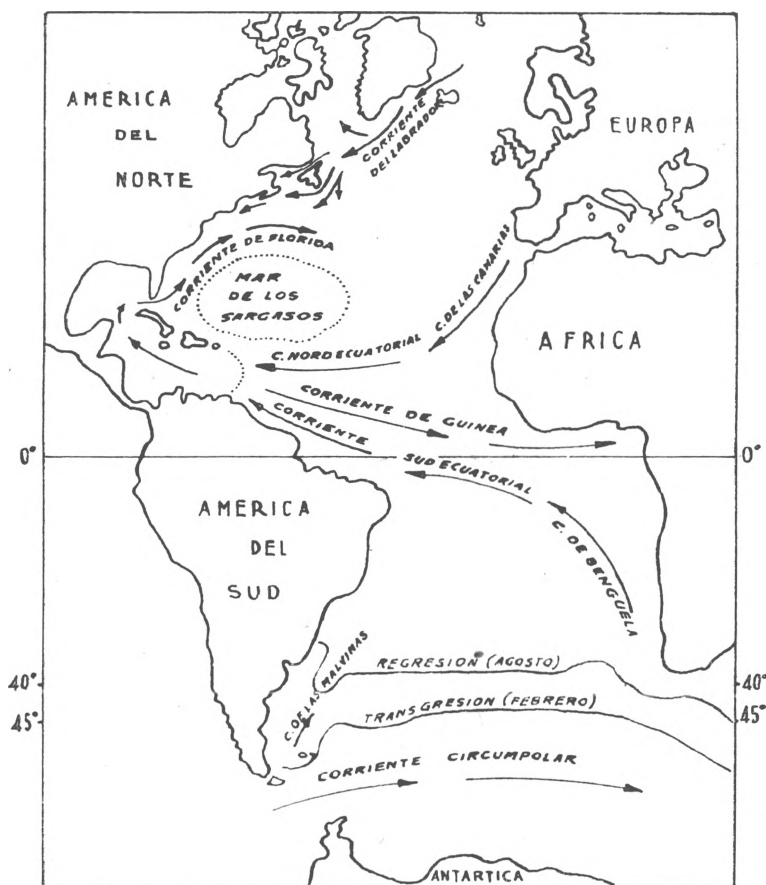 AMERICA
DEL
NORTE
CORRIENTE
DEL LABRADOR
EUROPA
CORRIENTE DE FLORIDA
MAR
DE LOS
SARGASOS
C. DE LAS CANARIAS
C. NORDECUATORIAL
AFRICA
CORRIENTE DE GUINEA
CORRIENTE
SUD ECUATORIAL
0°
0°
AMERICA
DEL
SUD
C. DE BENGUELA
C. DE LAS MALVINAS
REGRESION (AGOSTO)
40°
40°
TRANSGRESION (FEBRERO)
45°
45°
CORRIENTE CIRCUMPOLAR
ANTARTICA